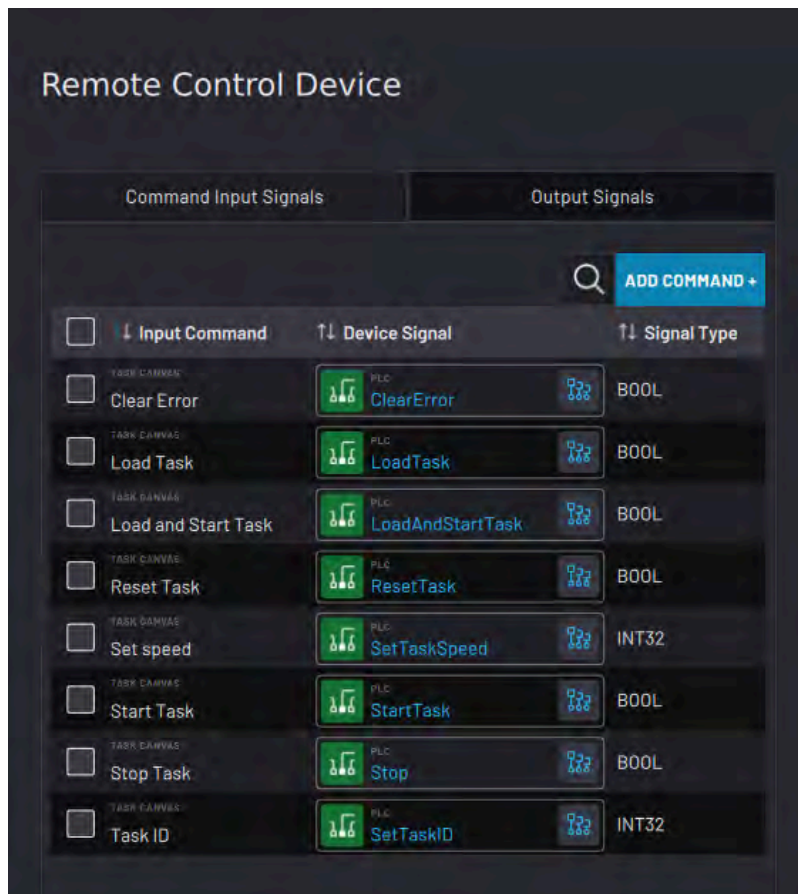 Remote Control Device
Command Input Signals Output Signals
ADD COMMAND +
↓ Input Command ↑↓ Device Signal ↑↓ Signal Type
TASK CANVAS PLC
Clear Error ClearError BOOL
TASK CANVAS PLC
Load Task LoadTask BOOL
TASK CANVAS PLC
Load and Start Task LoadAndStartTask BOOL
TASK CANVAS PLC
Reset Task ResetTask BOOL
TASK CANVAS PLC
Set speed SetTaskSpeed INT32
TASK CANVAS PLC
Start Task StartTask BOOL
TASK CANVAS PLC
Stop Task Stop BOOL
TASK CANVAS PLC
Task ID SetTaskID INT32